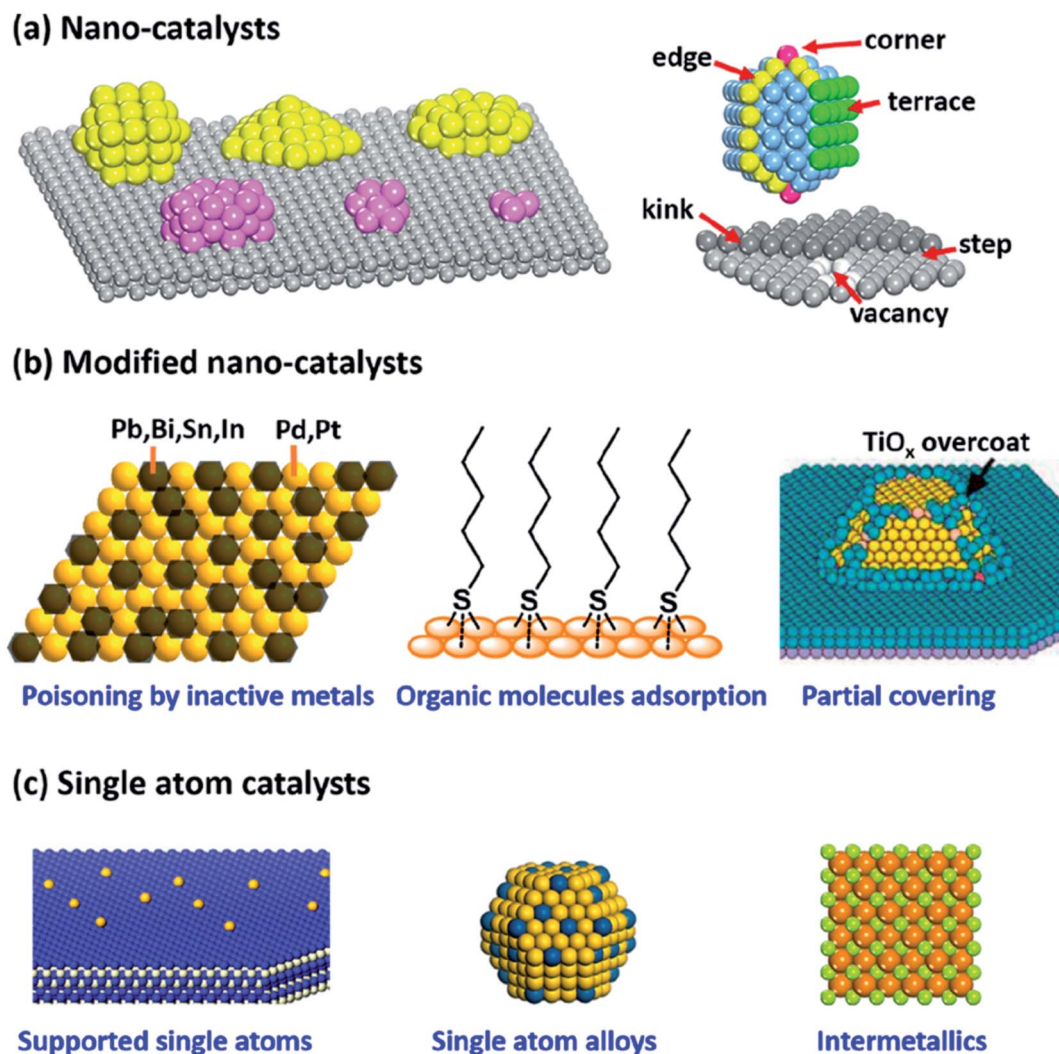 (a) Nano-catalysts
corner
edge
terrace
kink
step
vacancy
(b) Modified nano-catalysts
Pb,Bi,Sn,In
Pd,Pt
TiOₓ overcoat
S S S S
Poisoning by inactive metals
Organic molecules adsorption
Partial covering
(c) Single atom catalysts
Supported single atoms
Single atom alloys
Intermetallics